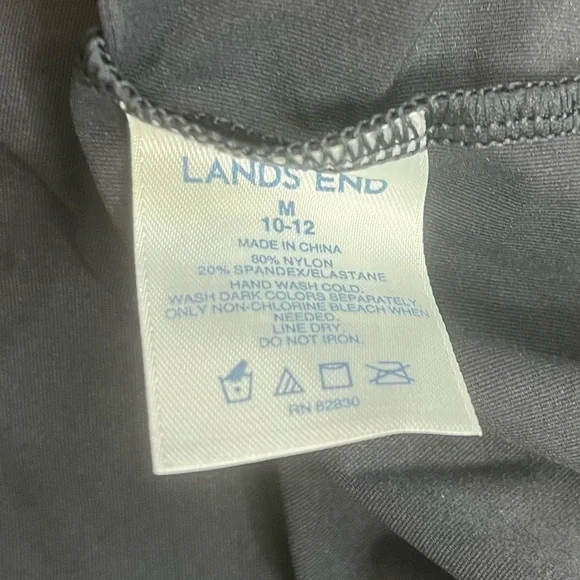 LANDS' END
M
10-12
MADE IN CHINA
80% NYLON
20% SPANDEX/ELASTANE
HAND WASH COLD.
WASH DARK COLORS SEPARATELY.
ONLY NON-CHLORINE BLEACH WHEN
NEEDED.
LINE DRY.
DO NOT IRON.
RN 62830